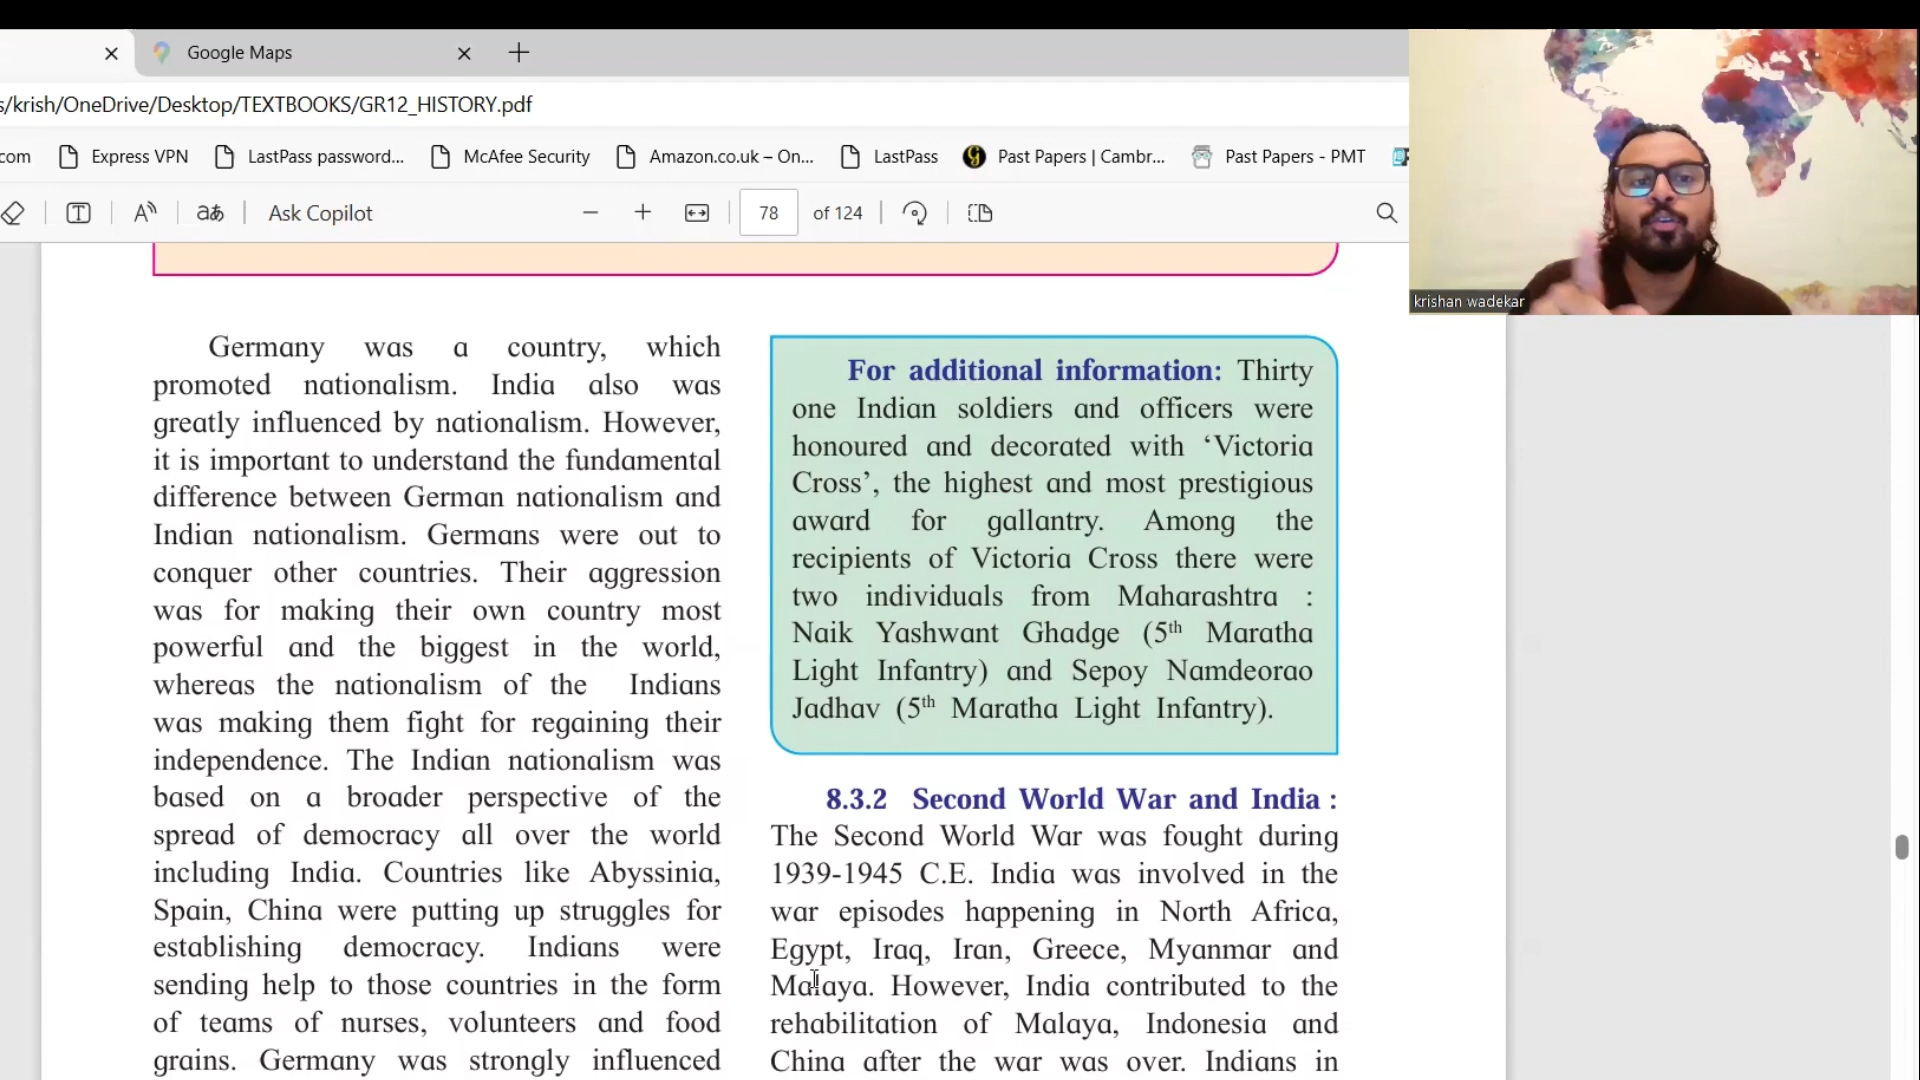 Google Maps
s/krish/OneDrive/Desktop/TEXTBOOKS/GR12_HISTORY.pdf
com Express VPN LastPass password... McAfee Security Amazon.co.uk – On... LastPass Past Papers | Cambr... Past Papers - PMT
Ask Copilot 78 of 124
krishan wadekar
Germany was a country, which
promoted nationalism. India also was
greatly influenced by nationalism. However,
it is important to understand the fundamental
difference between German nationalism and
Indian nationalism. Germans were out to
conquer other countries. Their aggression
was for making their own country most
powerful and the biggest in the world,
whereas the nationalism of the Indians
was making them fight for regaining their
independence. The Indian nationalism was
based on a broader perspective of the
spread of democracy all over the world
including India. Countries like Abyssinia,
Spain, China were putting up struggles for
establishing democracy. Indians were
sending help to those countries in the form
of teams of nurses, volunteers and food
grains. Germany was strongly influenced
For additional information: Thirty
one Indian soldiers and officers were
honoured and decorated with ‘Victoria
Cross’, the highest and most prestigious
award for gallantry. Among the
recipients of Victoria Cross there were
two individuals from Maharashtra :
Naik Yashwant Ghadge (5th Maratha
Light Infantry) and Sepoy Namdeorao
Jadhav (5th Maratha Light Infantry).
8.3.2 Second World War and India :
The Second World War was fought during
1939-1945 C.E. India was involved in the
war episodes happening in North Africa,
Egypt, Iraq, Iran, Greece, Myanmar and
Malaya. However, India contributed to the
rehabilitation of Malaya, Indonesia and
China after the war was over. Indians in